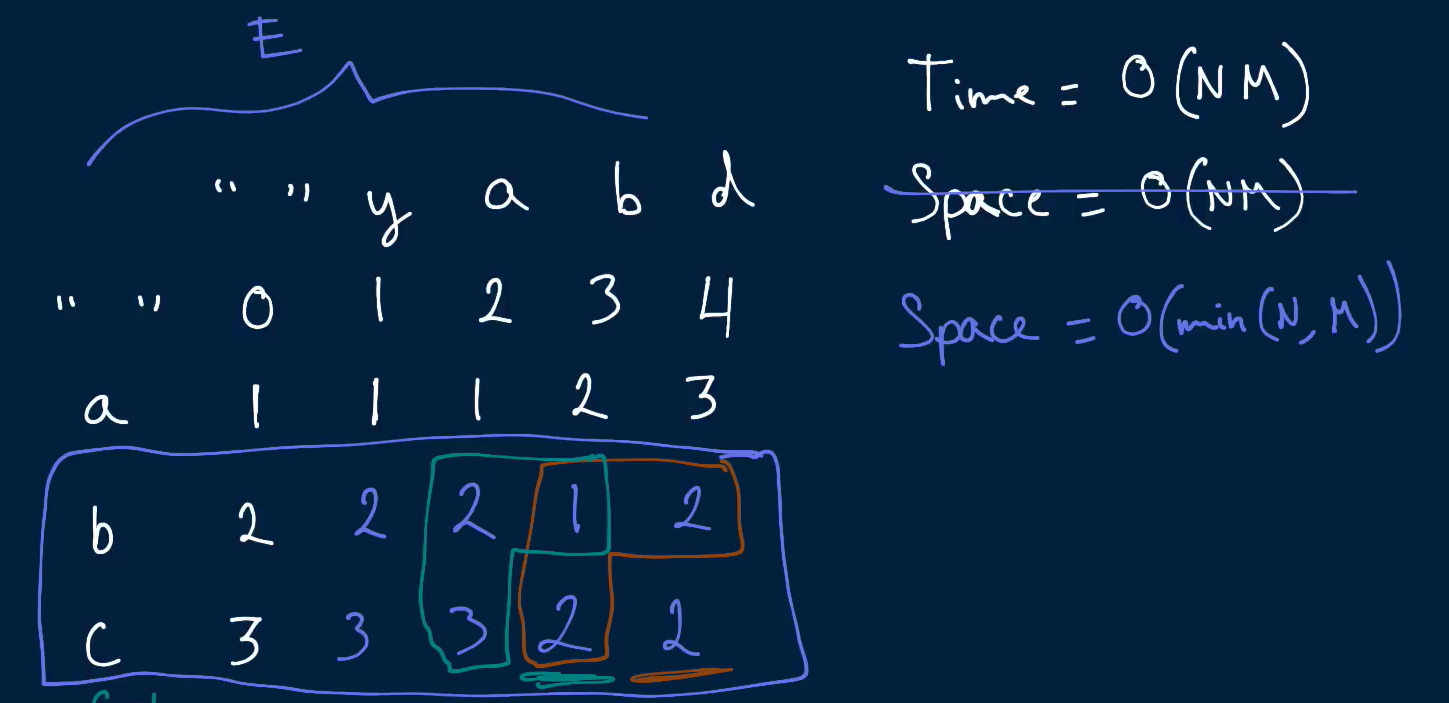 E
" " y a b d
" " 0 1 2 3 4
a 1 1 1 2 3
b 2 2 2 1 2
c 3 3 3 2 2
Time = O(NM)
Space = O(NM)
Space = O(min(N, M))